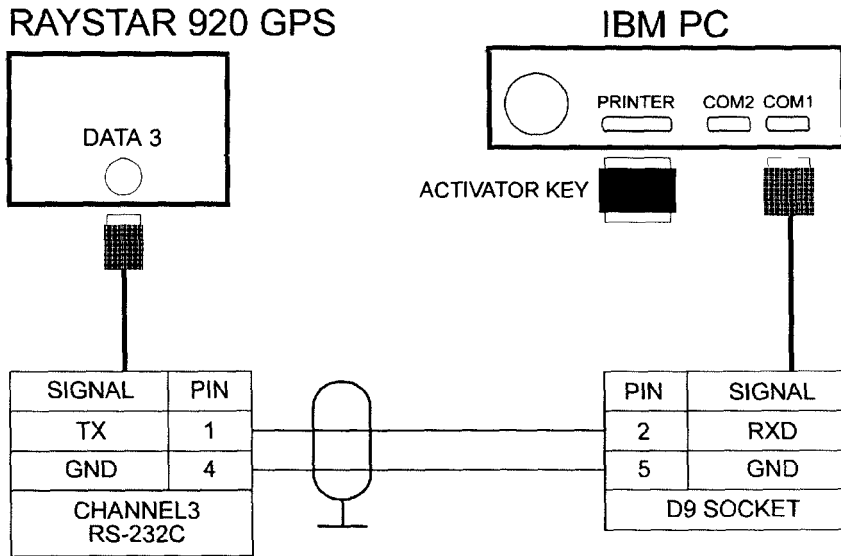 RAYSTAR 920 GPS
IBM PC
DATA 3
PRINTER COM2 COM1
ACTIVATOR KEY
SIGNAL PIN
TX 1
GND 4
CHANNEL3
RS-232C
PIN SIGNAL
2 RXD
5 GND
D9 SOCKET